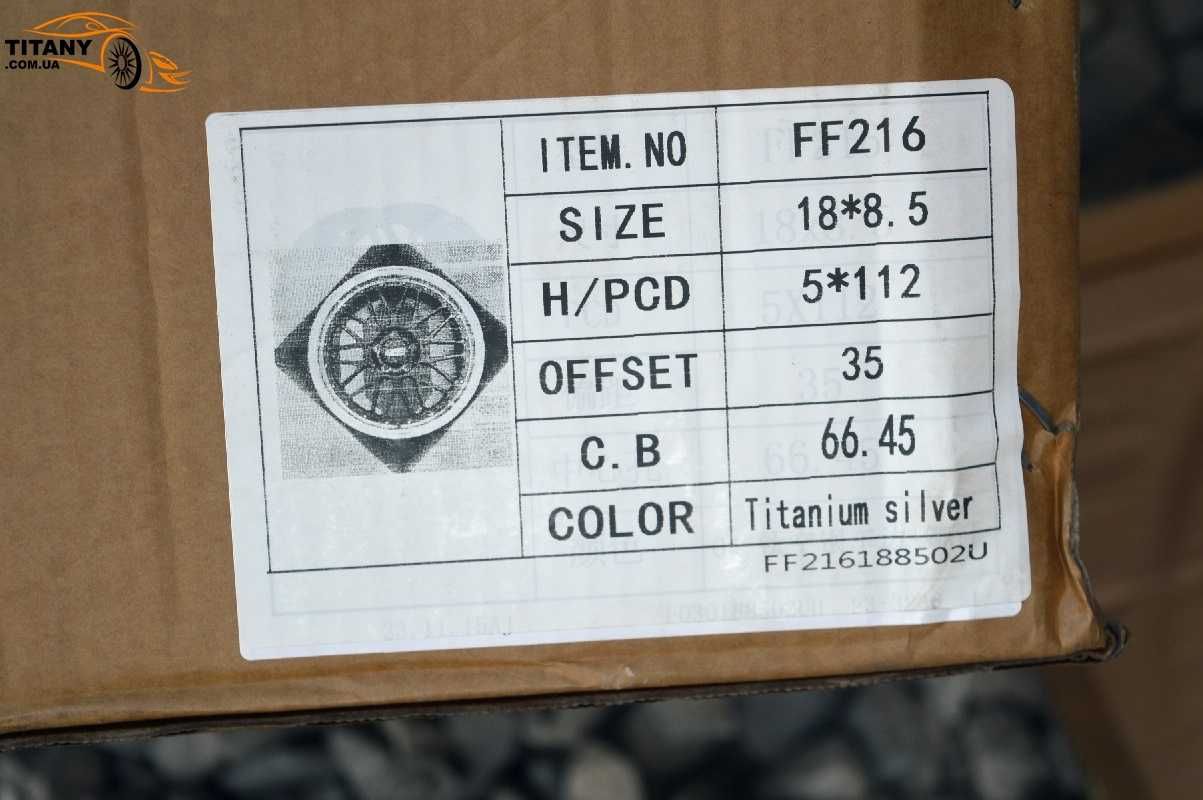 TITANY
.COM.UA
ITEM.NO FF216
SIZE 18*8.5
H/PCD 5*112
OFFSET 35
C.B 66.45
COLOR Titanium silver
FF216188502U